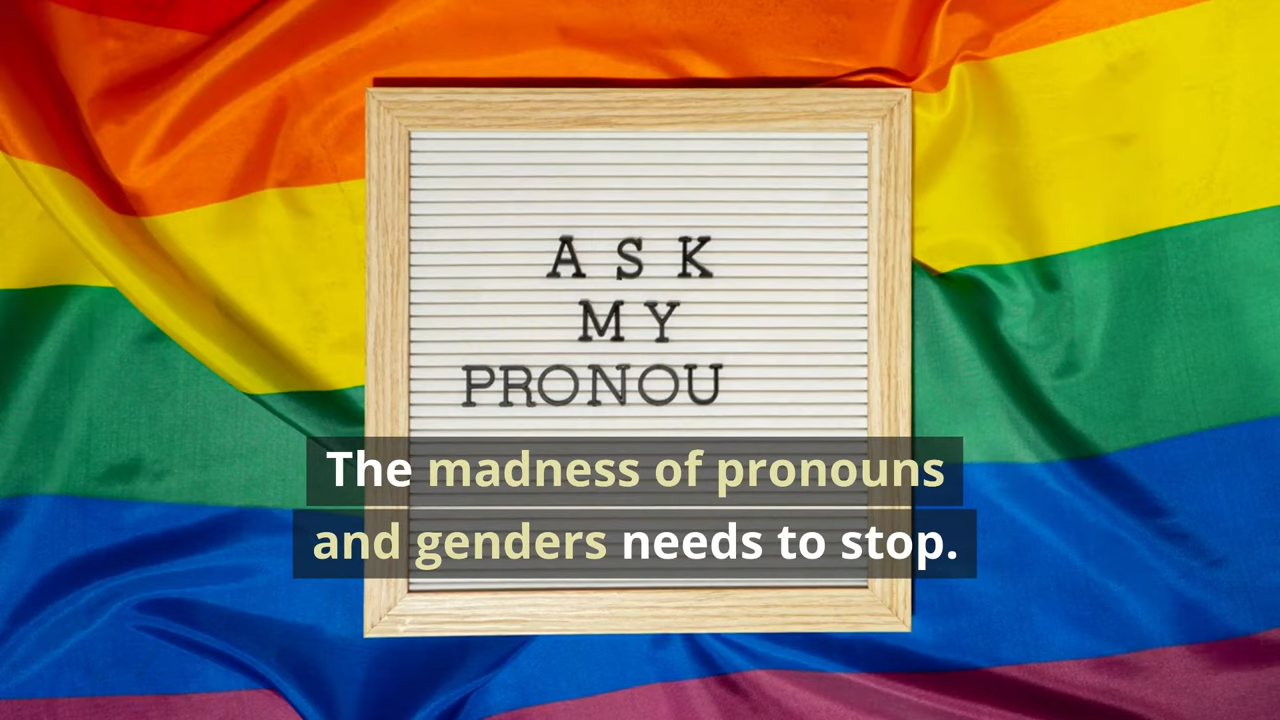 ASK
MY
PRONOU
The madness of pronouns
and genders needs to stop.